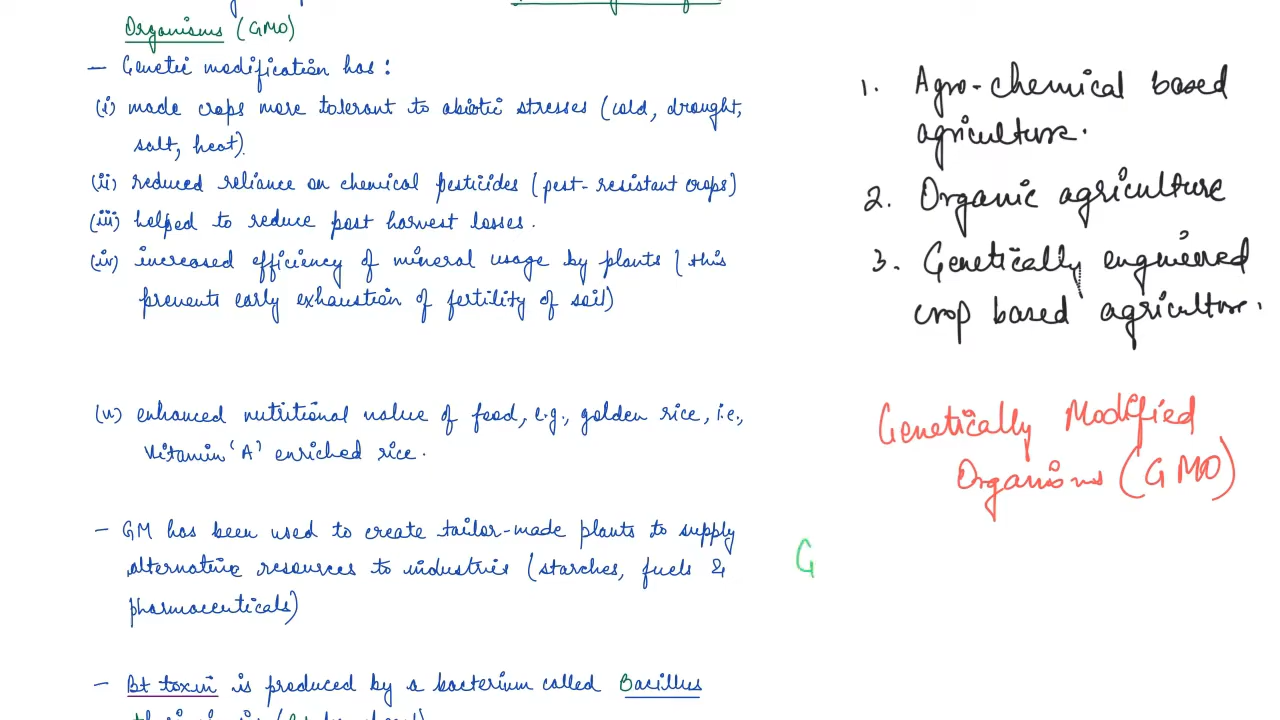 Organisms (GMO)
– Genetic modification has:
(i) made crops more tolerant to abiotic stresses (cold, drought,
salt, heat).
(ii) reduced reliance on chemical pesticides (pest-resistant crops)
(iii) helped to reduce post harvest losses.
(iv) increased efficiency of mineral usage by plants (this
prevents early exhaustion of fertility of soil)
(v) enhanced nutritional value of food, e.g., golden rice, i.e.,
Vitamin 'A' enriched rice.
– GM has been used to create tailor-made plants to supply
alternative resources to industries (starches, fuels &
pharmaceuticals)
– Bt toxin is produced by a bacterium called Bacillus
1. Agro-chemical based
agriculture.
2. Organic agriculture
3. Genetically engineered
crop based agriculture.
Genetically Modified
Organisms (GMO)
G